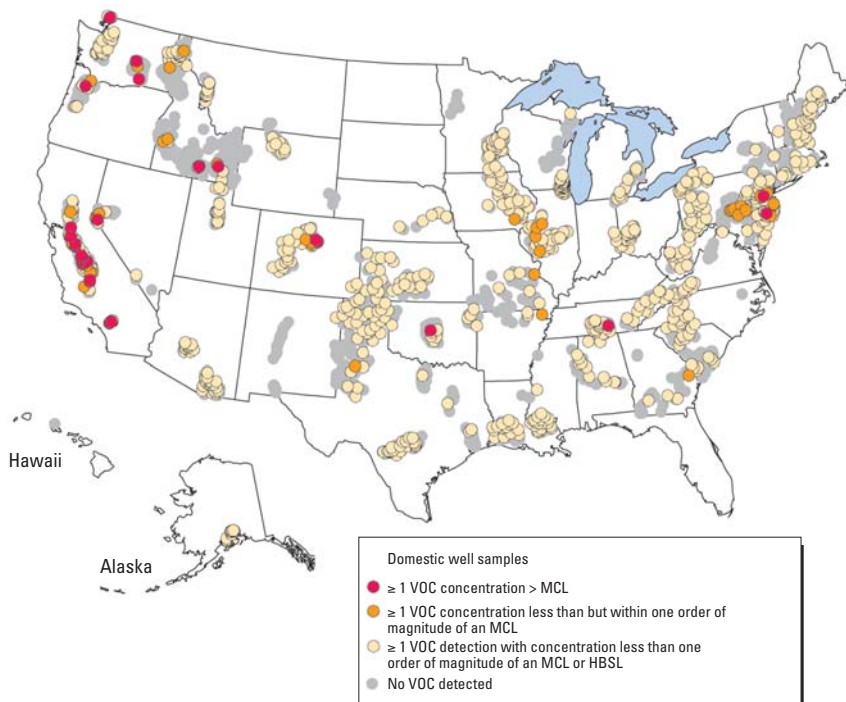 Hawaii
Alaska
Domestic well samples
≥ 1 VOC concentration > MCL
≥ 1 VOC concentration less than but within one order of
magnitude of an MCL
≥ 1 VOC detection with concentration less than one
order of magnitude of an MCL or HBSL
No VOC detected